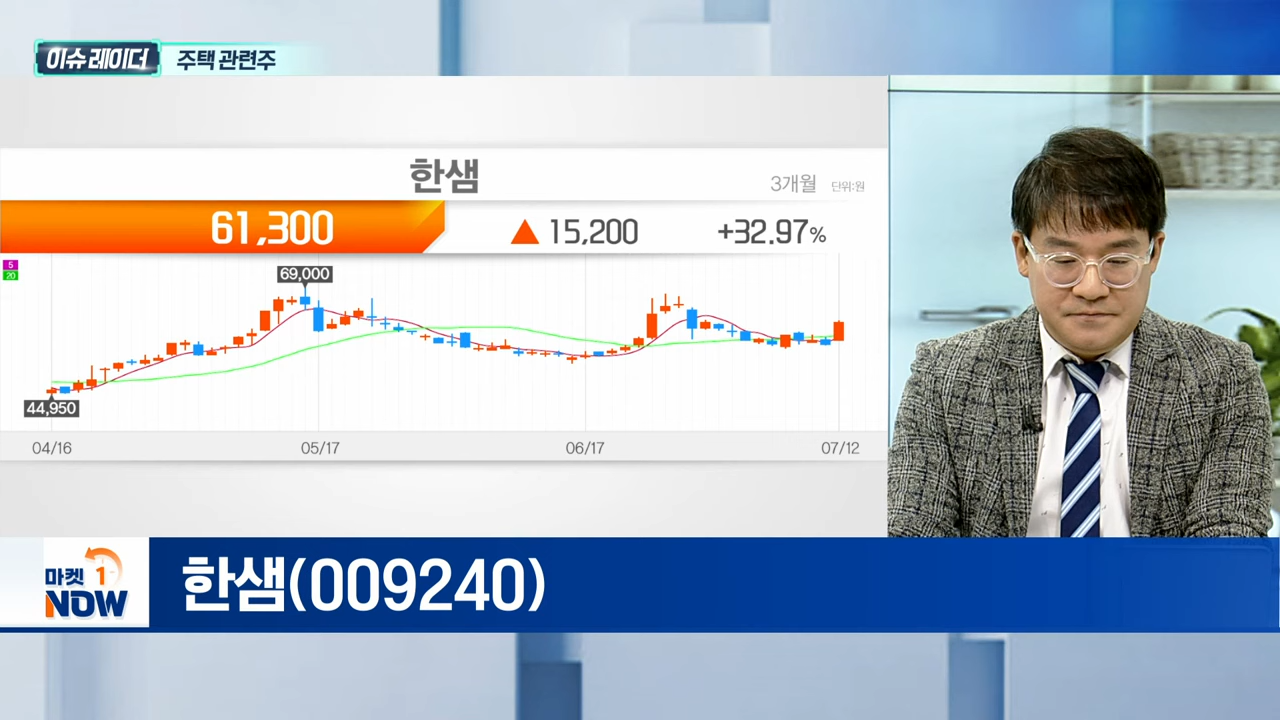 이슈 레이더 주택 관련주
한샘
3개월 단위:원
61,300 ▲ 15,200 +32.97%
5
20
69,000
44,950
04/16 05/17 06/17 07/12
마켓 1
NOW
한샘(009240)